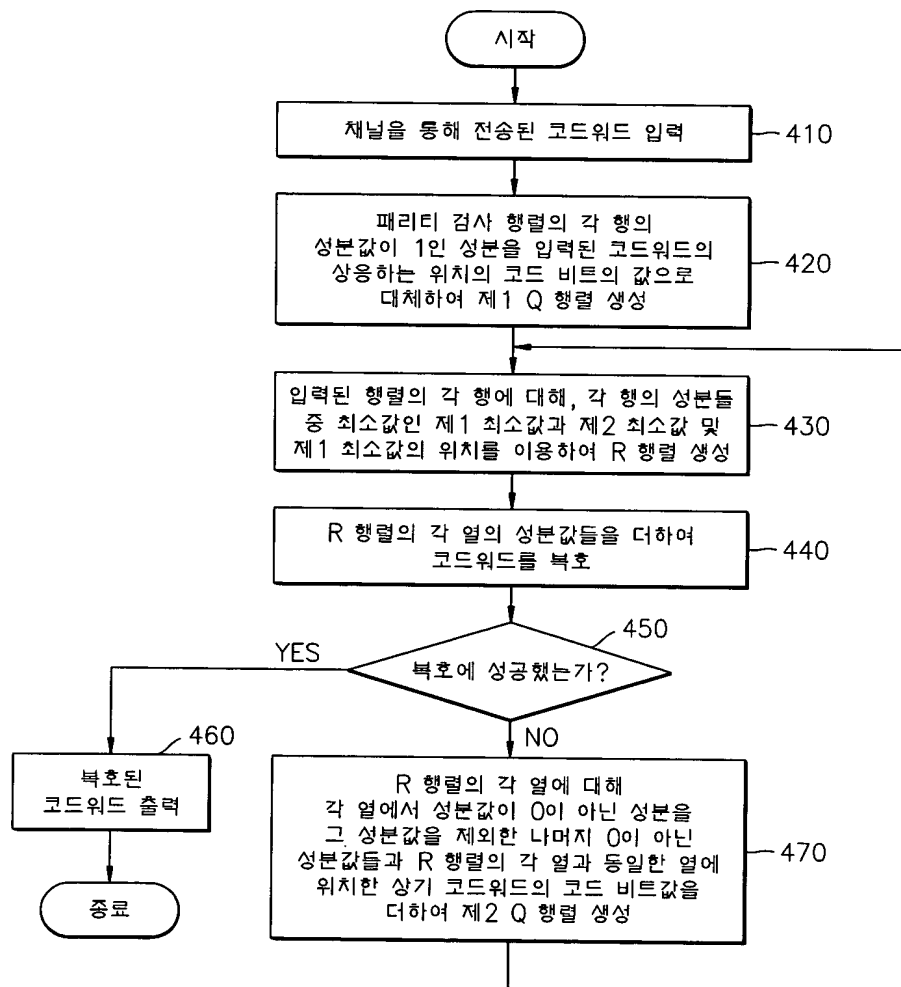 시작
채널을 통해 전송된 코드워드 입력
410
패리티 검사 행렬의 각 행의
성분값이 1인 성분을 입력된 코드워드의
상응하는 위치의 코드 비트의 값으로
대체하여 제1 Q 행렬 생성
420
입력된 행렬의 각 행에 대해, 각 행의 성분들
중 최소값인 제1 최소값과 제2 최소값 및
제1 최소값의 위치를 이용하여 R 행렬 생성
430
R 행렬의 각 열의 성분값들을 더하여
코드워드를 복호
440
450
YES
복호에 성공했는가?
460
NO
복호된
코드워드 출력
R 행렬의 각 열에 대해
각 열에서 성분값이 0이 아닌 성분을
그 성분값을 제외한 나머지 0이 아닌
성분값들과 R 행렬의 각 열과 동일한 열에
위치한 상기 코드워드의 코드 비트값을
더하여 제2 Q 행렬 생성
470
종료